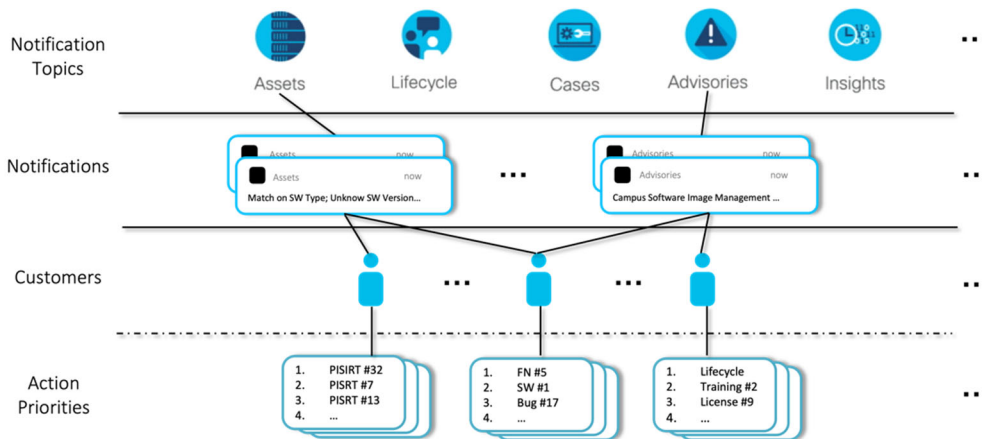 Notification
Topics
Assets
Lifecycle
Cases
Advisories
Insights
..
Notifications
Assets now
Assets now
Match on SW Type; Unknow SW Version...
...
Advisories now
Advisories now
Campus Software Image Management ...
..
Customers
...
...
..
Action
Priorities
1. PISIRT #32
2. PISRT #7
3. PISRT #13
4. ...
1. FN #5
2. SW #1
3. Bug #17
4. ...
1. Lifecycle
2. Training #2
3. License #9
4. ...
..